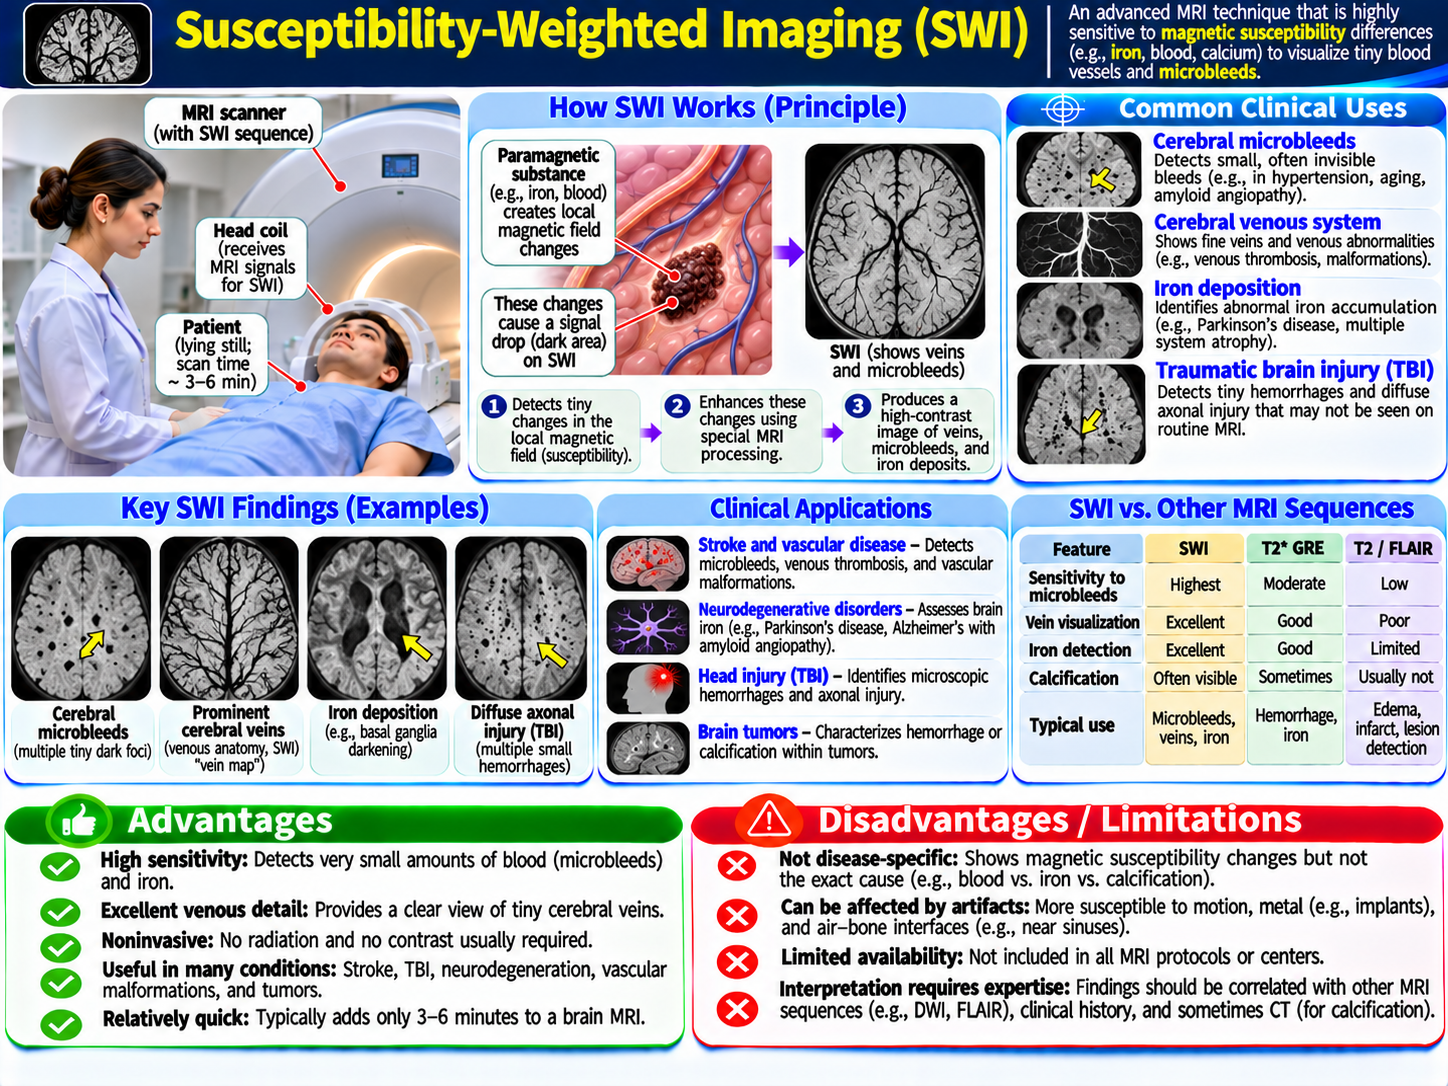 Susceptibility-Weighted Imaging (SWI)
An advanced MRI technique that is highly
sensitive to magnetic susceptibility differences
(e.g., iron, blood, calcium) to visualize tiny blood
vessels and microbleeds.
MRI scanner
(with SWI sequence)
Head coil
(receives
MRI signals
for SWI)
Patient
(lying still;
scan time
~ 3–6 min)
How SWI Works (Principle)
Paramagnetic
substance
(e.g., iron, blood)
creates local
magnetic field
changes
These changes
cause a signal
drop (dark area)
on SWI
SWI (shows veins
and microbleeds)
1 Detects tiny
changes in the
local magnetic
field (susceptibility).
2 Enhances these
changes using
special MRI
processing.
3 Produces a
high-contrast
image of veins,
microbleeds, and
iron deposits.
Common Clinical Uses
Cerebral microbleeds
Detects small, often invisible
bleeds (e.g., in hypertension, aging,
amyloid angiopathy).
Cerebral venous system
Shows fine veins and venous abnormalities
(e.g., venous thrombosis, malformations).
Iron deposition
Identifies abnormal iron accumulation
(e.g., Parkinson's disease, multiple
system atrophy).
Traumatic brain injury (TBI)
Detects tiny hemorrhages and diffuse
axonal injury that may not be seen on
routine MRI.
Key SWI Findings (Examples)
Cerebral
microbleeds
(multiple tiny dark foci)
Prominent
cerebral veins
(venous anatomy, SWI
"vein map")
Iron deposition
(e.g., basal ganglia
darkening)
Diffuse axonal
injury (TBI)
(multiple small
hemorrhages)
Clinical Applications
Stroke and vascular disease – Detects
microbleeds, venous thrombosis, and vascular
malformations.
Neurodegenerative disorders – Assesses brain
iron (e.g., Parkinson's disease, Alzheimer's with
amyloid angiopathy).
Head injury (TBI) – Identifies microscopic
hemorrhages and axonal injury.
Brain tumors – Characterizes hemorrhage or
calcification within tumors.
SWI vs. Other MRI Sequences
Feature SWI T2* GRE T2 / FLAIR
Sensitivity to
microbleeds Highest Moderate Low
Vein visualization Excellent Good Poor
Iron detection Excellent Good Limited
Calcification Often visible Sometimes Usually not
Typical use
Microbleeds,
veins, iron
Hemorrhage,
iron
Edema,
infarct, lesion
detection
Advantages
High sensitivity: Detects very small amounts of blood (microbleeds)
and iron.
Excellent venous detail: Provides a clear view of tiny cerebral veins.
Noninvasive: No radiation and no contrast usually required.
Useful in many conditions: Stroke, TBI, neurodegeneration, vascular
malformations, and tumors.
Relatively quick: Typically adds only 3–6 minutes to a brain MRI.
Disadvantages / Limitations
Not disease-specific: Shows magnetic susceptibility changes but not
the exact cause (e.g., blood vs. iron vs. calcification).
Can be affected by artifacts: More susceptible to motion, metal (e.g., implants),
and air–bone interfaces (e.g., near sinuses).
Limited availability: Not included in all MRI protocols or centers.
Interpretation requires expertise: Findings should be correlated with other MRI
sequences (e.g., DWI, FLAIR), clinical history, and sometimes CT (for calcification).